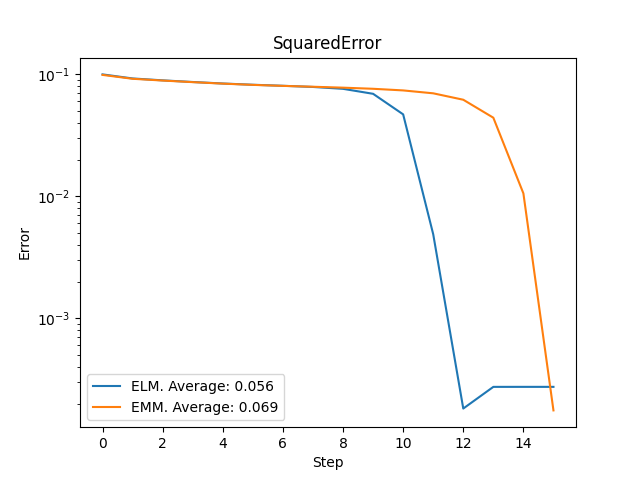 SquaredError
10⁻¹
10⁻²
10⁻³
Error
ELM. Average: 0.056
EMM. Average: 0.069
0 2 4 6 8 10 12 14
Step